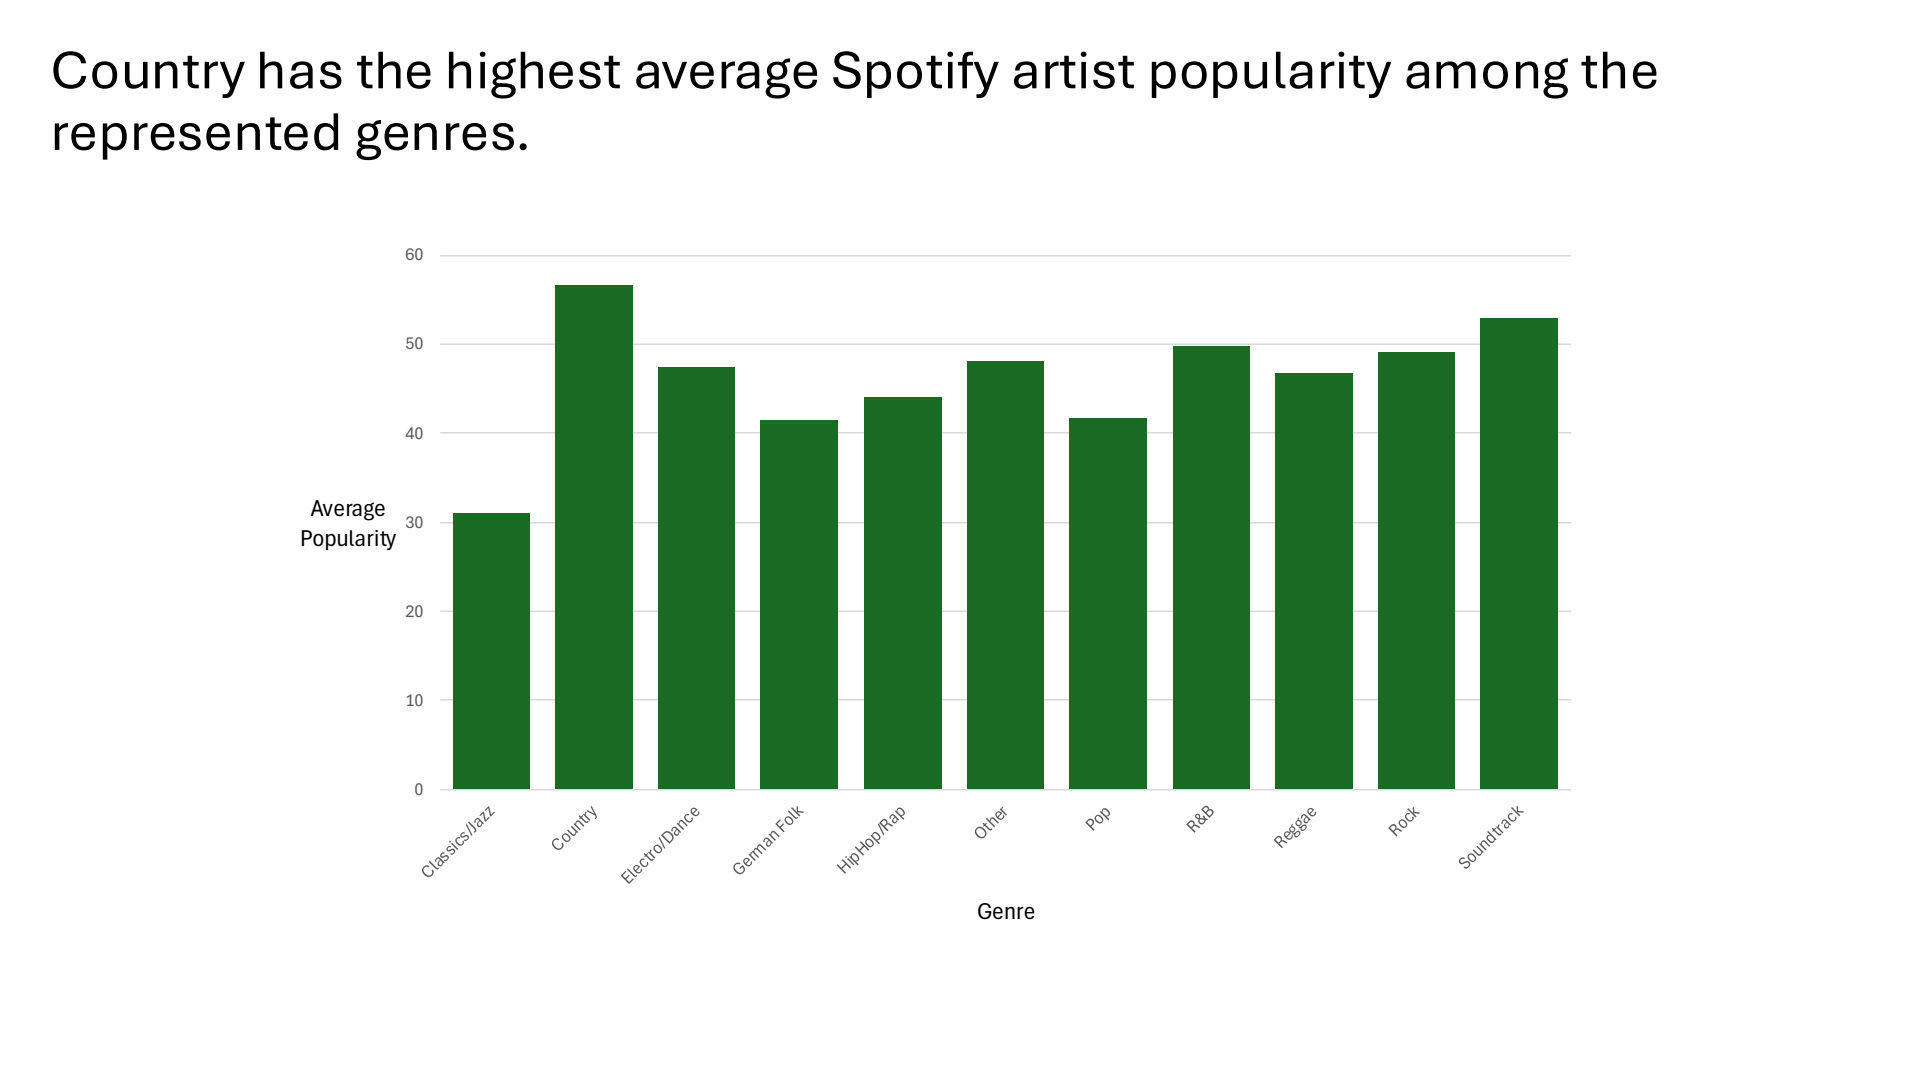 Country has the highest average Spotify artist popularity among the
represented genres.
60
50
40
30
20
10
0
Average
Popularity
Classics/Jazz
Country
Electro/Dance
German Folk
HipHop/Rap
Other
Pop
R&B
Reggae
Rock
Soundtrack
Genre